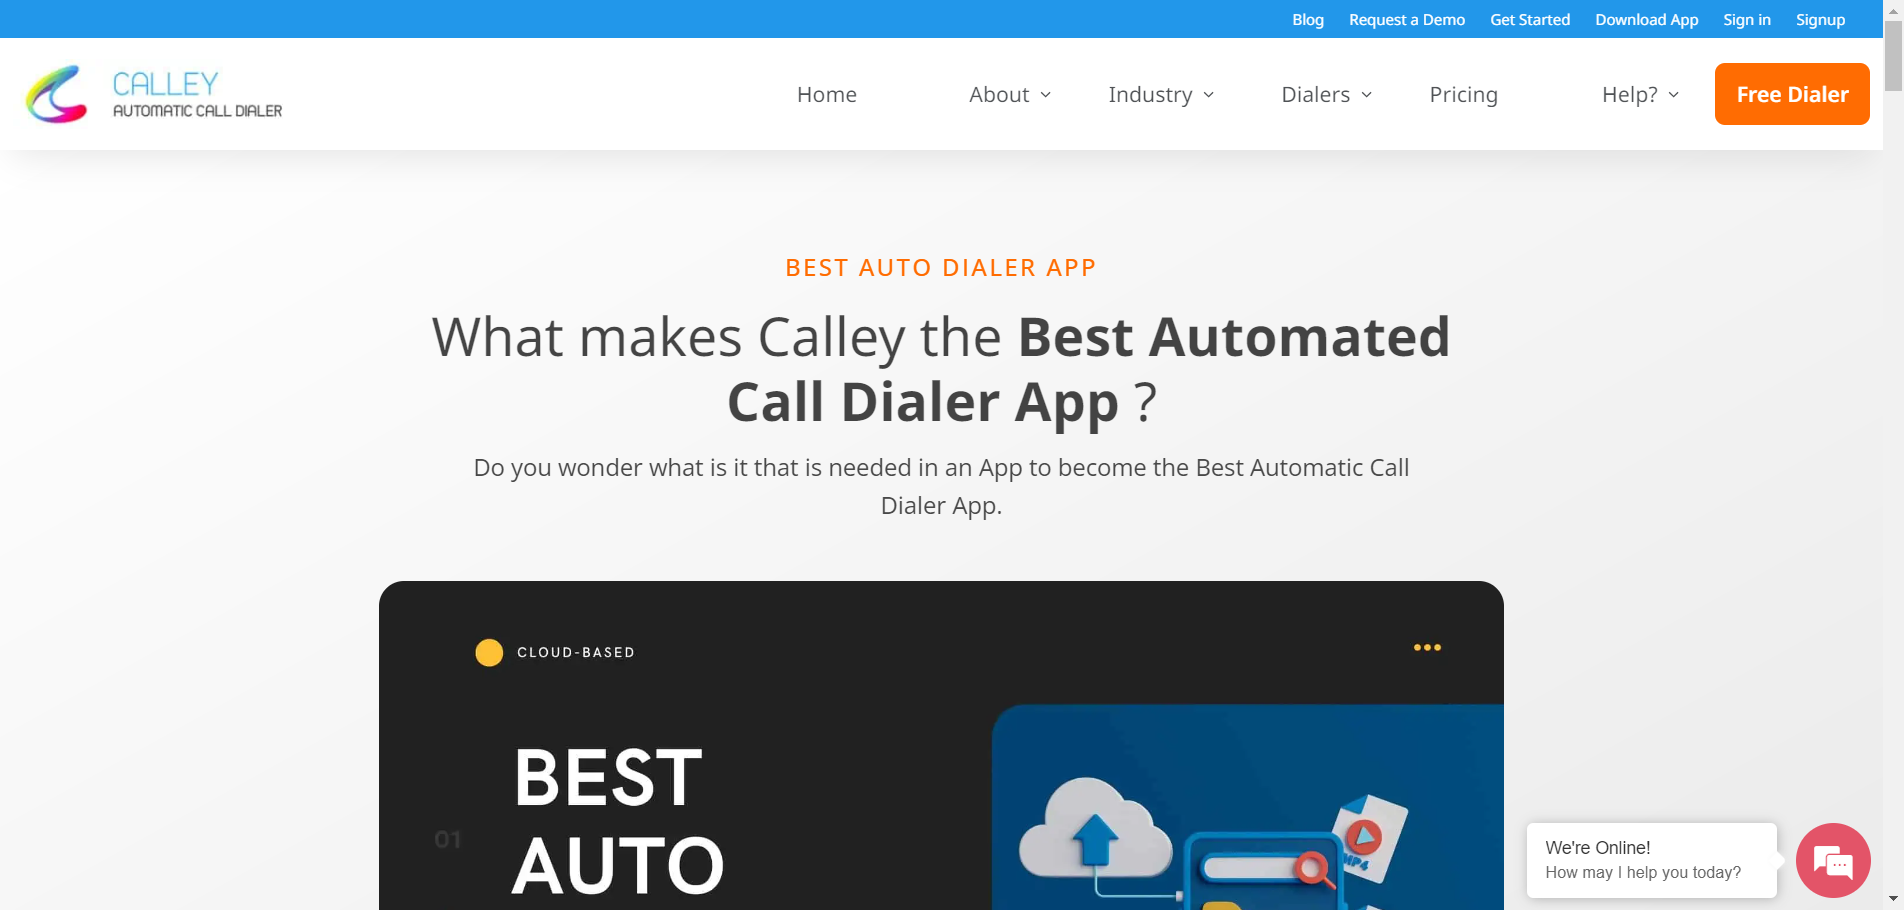 Blog Request a Demo Get Started Download App Sign in Signup
CALLEY
AUTOMATIC CALL DIALER
Home About Industry Dialers Pricing Help? Free Dialer
BEST AUTO DIALER APP
What makes Calley the Best Automated
Call Dialer App ?
Do you wonder what is it that is needed in an App to become the Best Automatic Call
Dialer App.
CLOUD-BASED
BEST
01
AUTO
MP4
We're Online!
How may I help you today?